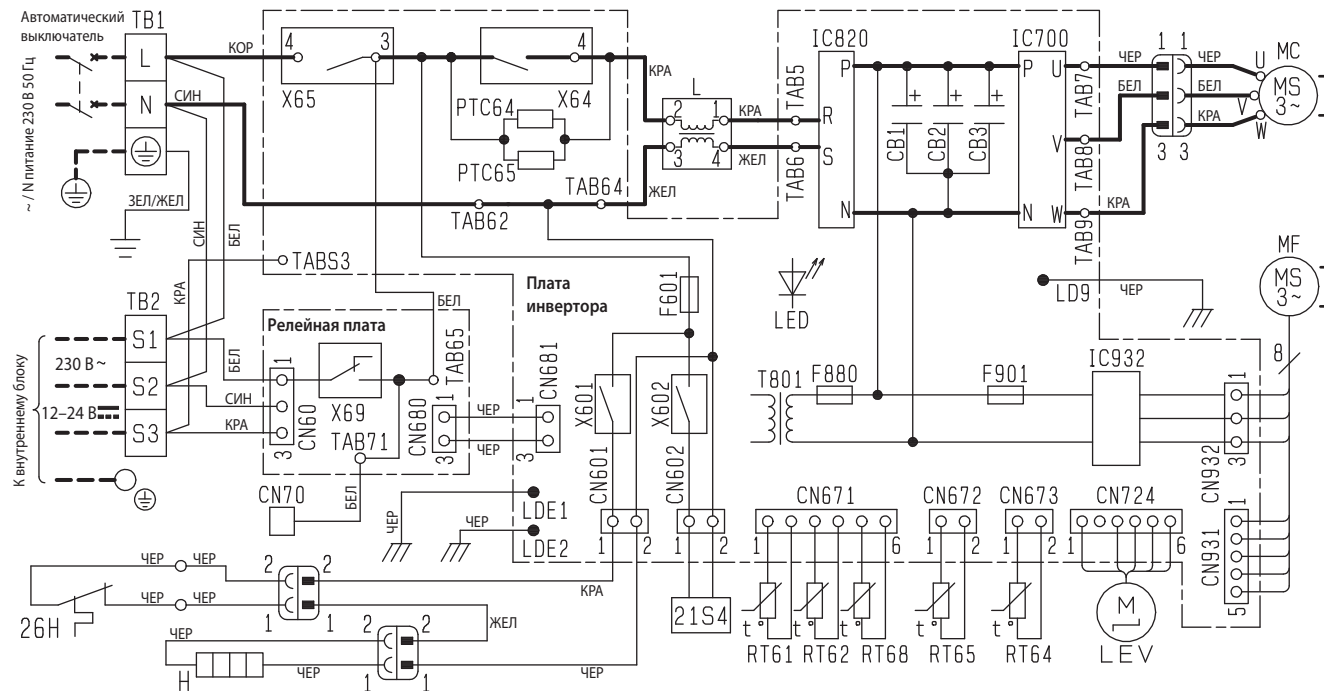 Автоматический
выключатель
TB1
L
N
~ / N питание 230 В 50 Гц
КОР
СИН
ЗЕЛ/ЖЕЛ
СИН
БЕЛ
КРА
4
3
X65
4
X64
PTC64
PTC65
КРА
L
2
1
3
4
КРА
ЖЕЛ
ЖЕЛ
TAB62
TAB64
TAB5
TAB6
IC820
P
R
S
N
+
+
+
CB1
CB2
CB3
IC700
P
U
V
N
W
TAB7
TAB8
TAB9
ЧЕР
БЕЛ
КРА
1
1
3
3
ЧЕР
БЕЛ
КРА
MC
U
V
W
MS
3~
TABS3
TB2
S1
S2
S3
К внутреннему блоку
230 В ~
12–24 В
БЕЛ
СИН
КРА
Релейная плата
1
3
CN60
X69
TAB71
TAB65
БЕЛ
CN680
1
3
ЧЕР
ЧЕР
CN681
1
3
CN70
БЕЛ
ЧЕР
ЧЕР
LDE1
LDE2
Плата
инвертора
F601
X601
X602
CN601
CN602
1
2
1
2
21S4
LED
LD9
ЧЕР
MF
MS
3~
8
T801
F880
F901
IC932
1
3
CN932
1
5
CN931
CN671
1
6
CN672
1
2
CN673
1
2
CN724
1
6
t°
t°
t°
t°
t°
RT61
RT62
RT68
RT65
RT64
M
LEV
26H
ЧЕР
ЧЕР
ЧЕР
ЧЕР
2
2
1
1
КРА
ЖЕЛ
ЧЕР
H
ЧЕР
2
2
1
1
ЧЕР